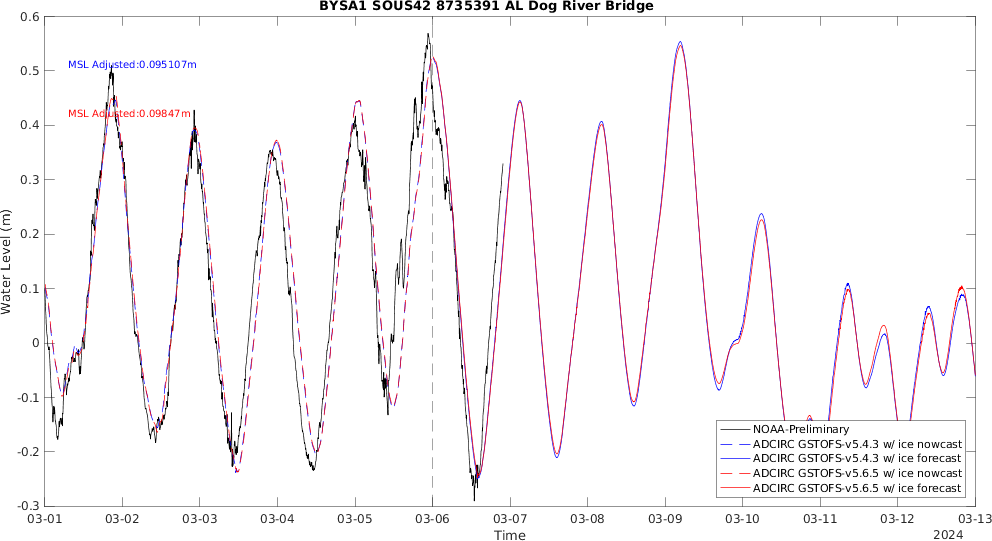 BYSA1 SOUS42 8735391 AL Dog River Bridge
0.6
0.5
0.4
0.3
0.2
0.1
0
-0.1
-0.2
-0.3
Water Level (m)
MSL Adjusted:0.095107m
MSL Adjusted:0.09847m
NOAA-Preliminary
ADCIRC GSTOFS-v5.4.3 w/ ice nowcast
ADCIRC GSTOFS-v5.4.3 w/ ice forecast
ADCIRC GSTOFS-v5.6.5 w/ ice nowcast
ADCIRC GSTOFS-v5.6.5 w/ ice forecast
03-01 03-02 03-03 03-04 03-05 03-06 03-07 03-08 03-09 03-10 03-11 03-12 03-13
Time
2024